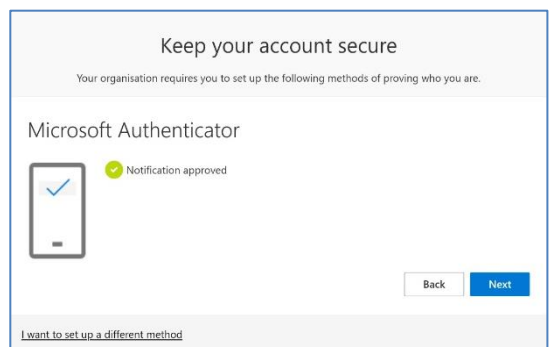 Keep your account secure
Your organisation requires you to set up the following methods of proving who you are.
Microsoft Authenticator
Notification approved
Back
Next
I want to set up a different method